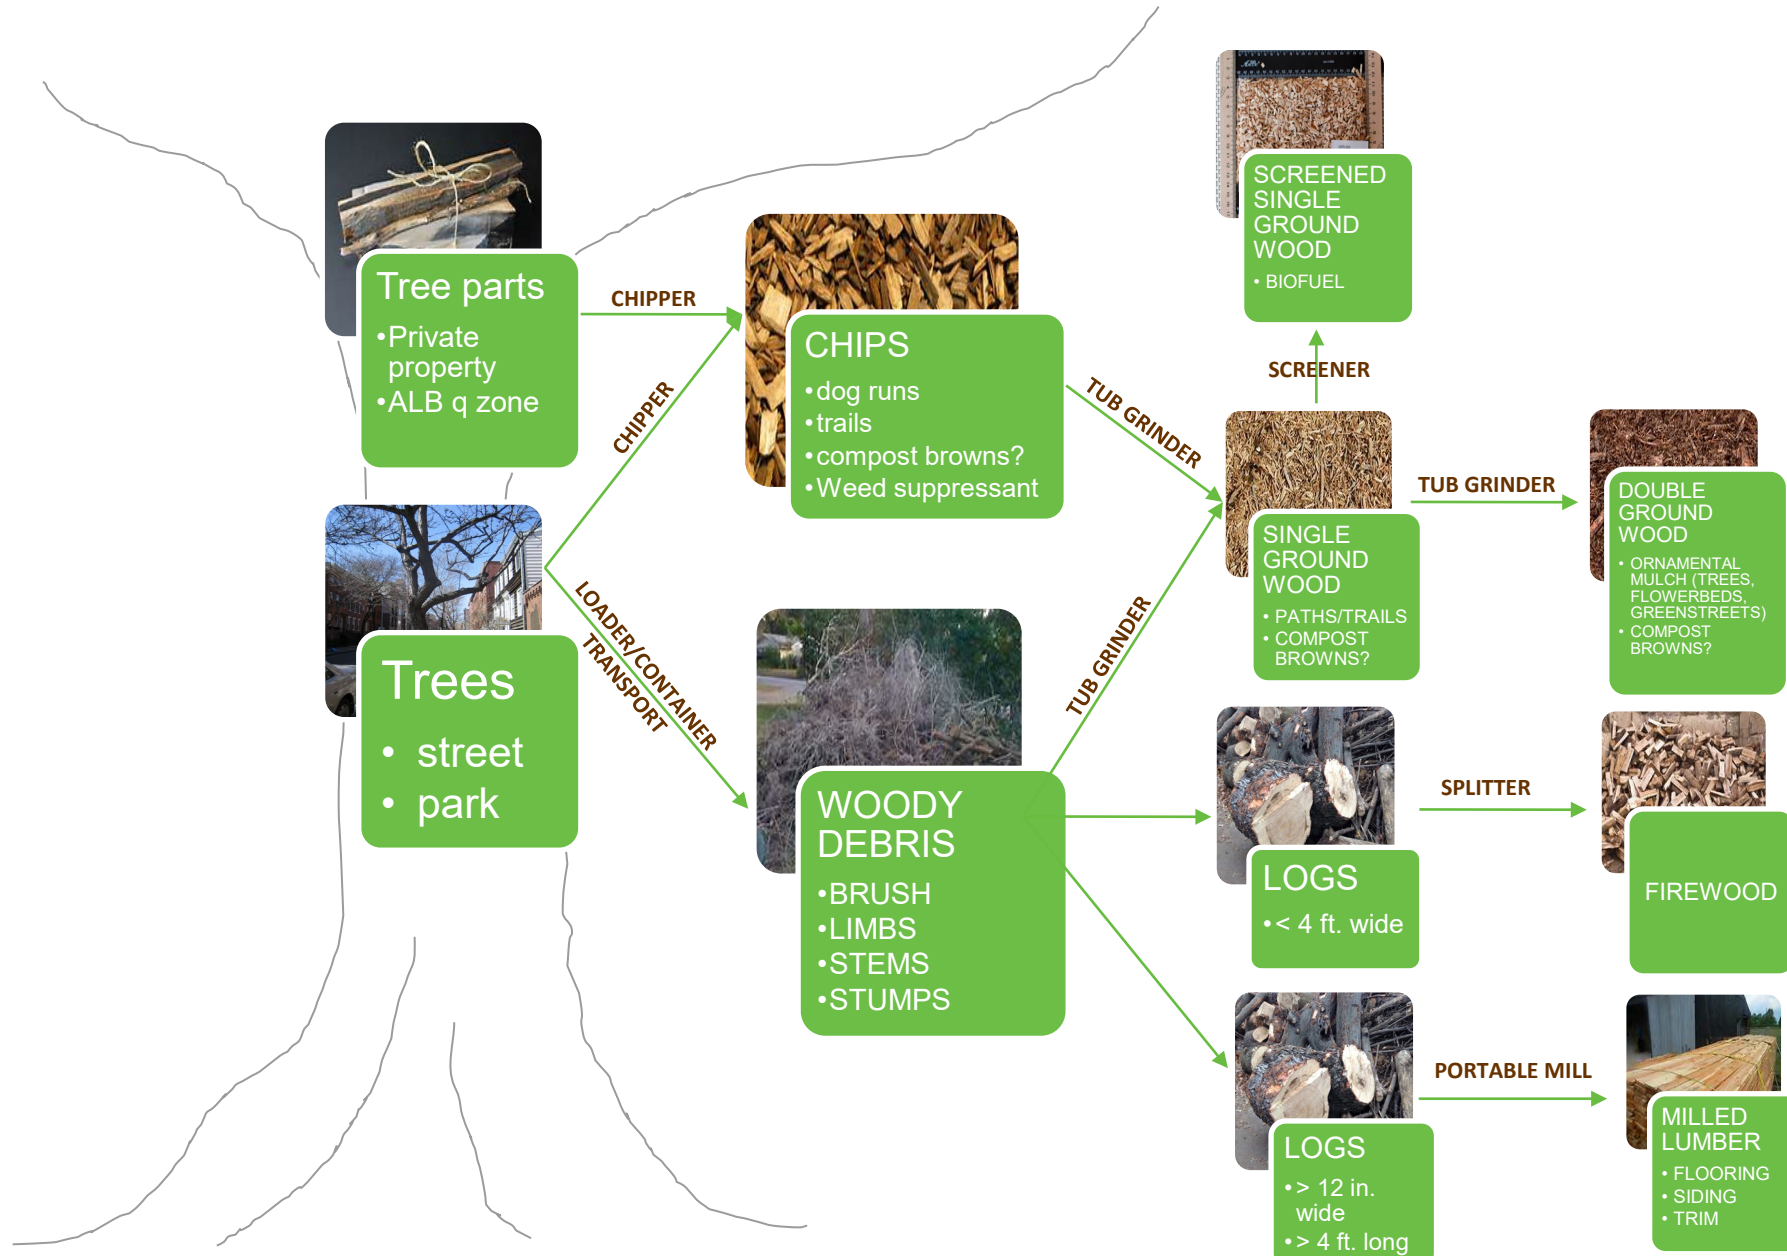 Tree parts
•Private
property
•ALB q zone
CHIPPER
CHIPPER
Trees
• street
• park
LOADER/CONTAINER
TRANSPORT
CHIPS
•dog runs
•trails
•compost browns?
•Weed suppressant
WOODY
DEBRIS
•BRUSH
•LIMBS
•STEMS
•STUMPS
TUB GRINDER
TUB GRINDER
SCREENED
SINGLE
GROUND
WOOD
• BIOFUEL
SCREENER
SINGLE
GROUND
WOOD
• PATHS/TRAILS
• COMPOST
BROWNS?
TUB GRINDER
DOUBLE
GROUND
WOOD
• ORNAMENTAL
MULCH (TREES,
FLOWERBEDS,
GREENSTREETS)
• COMPOST
BROWNS?
LOGS
•< 4 ft. wide
SPLITTER
FIREWOOD
LOGS
•> 12 in.
wide
•> 4 ft. long
PORTABLE MILL
MILLED
LUMBER
• FLOORING
• SIDING
• TRIM